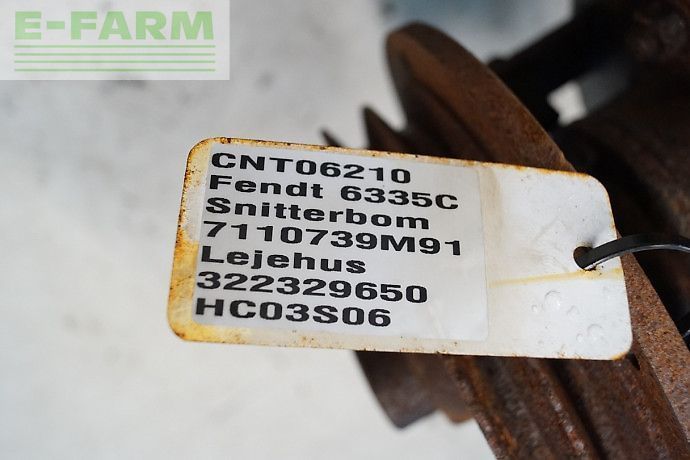 E-FARM
CNT06210
Fendt 6335C
Snitterbom
7110739M91
Lejehus
322329650
HC03S06